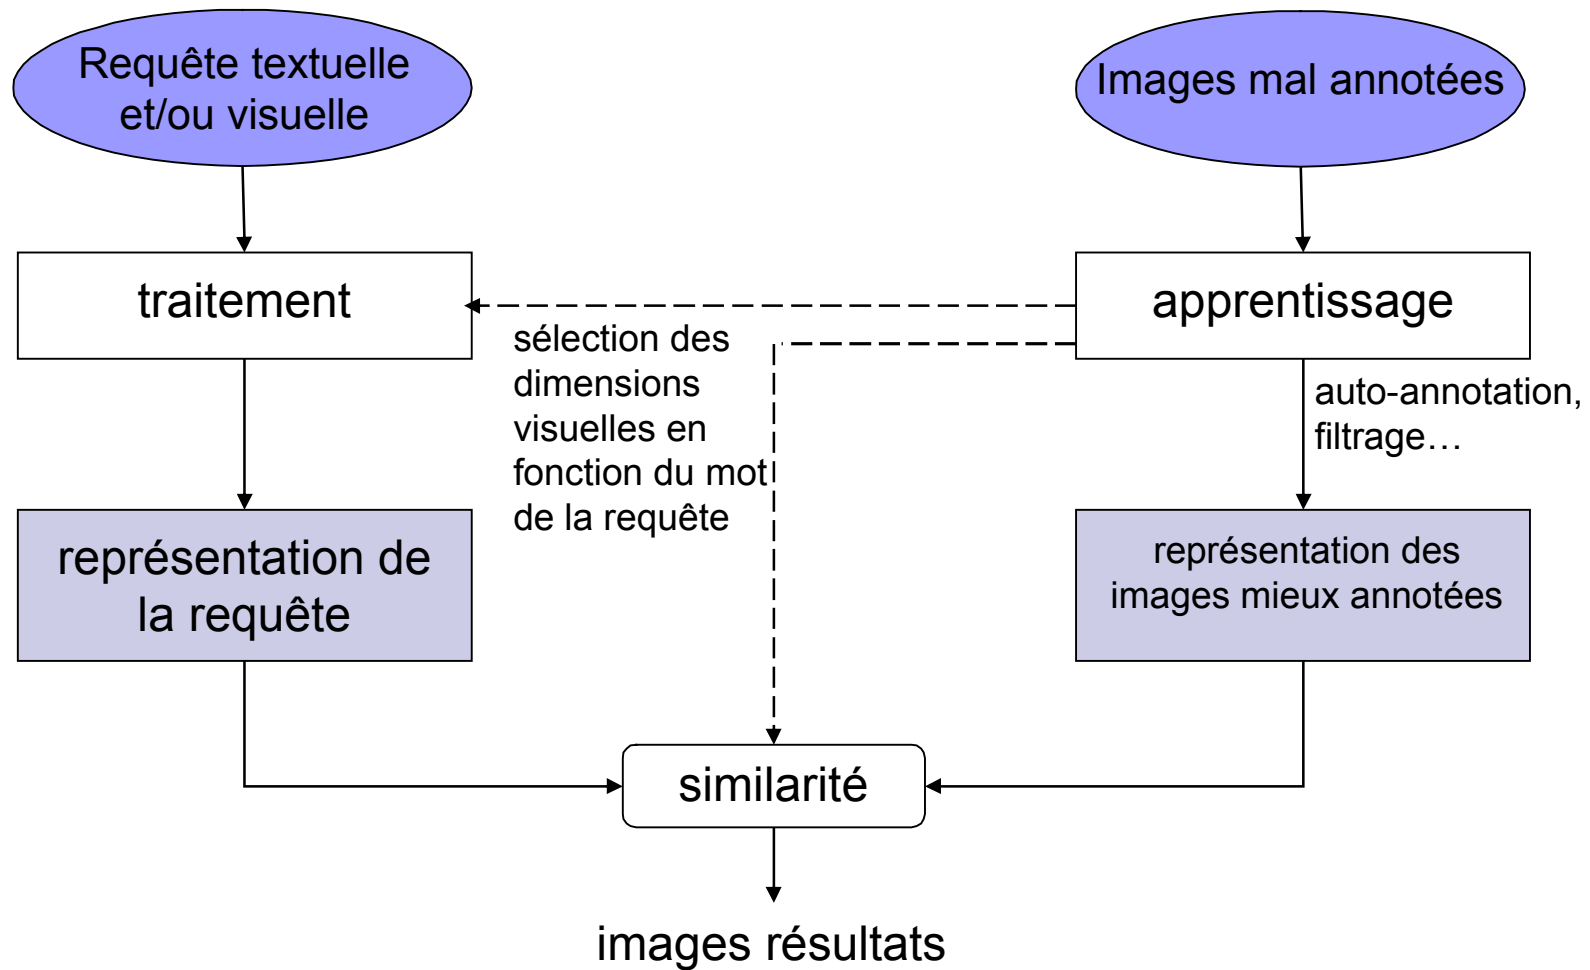 Requête textuelle
et/ou visuelle
Images mal annotées
traitement
apprentissage
sélection des
dimensions
visuelles en
fonction du mot
de la requête
auto-annotation,
filtrage…
représentation de
la requête
représentation des
images mieux annotées
similarité
images résultats